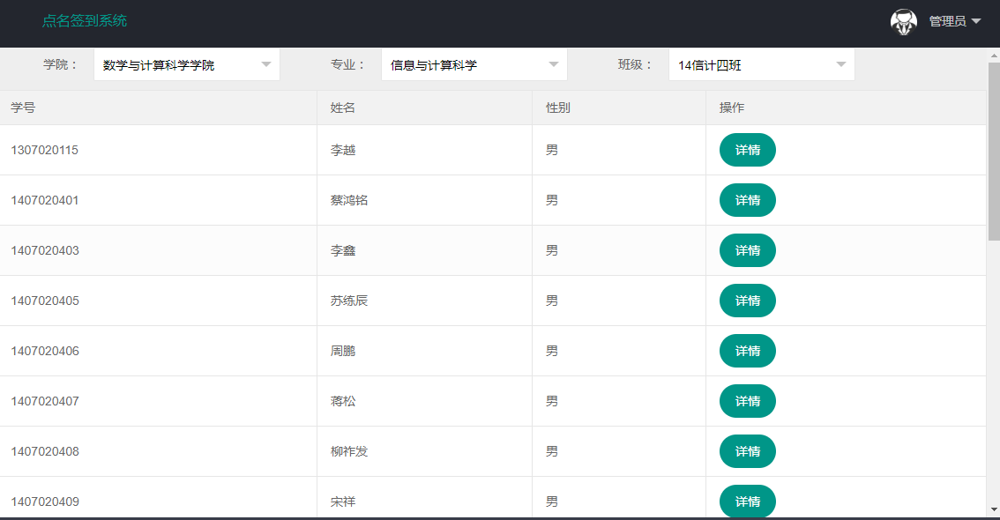 点名签到系统 管理员
学院： 数学与计算科学学院 专业： 信息与计算科学 班级： 14信计四班
学号 姓名 性别 操作
1307020115 李越 男 详情
1407020401 蔡鸿铭 男 详情
1407020403 李鑫 男 详情
1407020405 苏练辰 男 详情
1407020406 周鹏 男 详情
1407020407 蒋松 男 详情
1407020408 柳祚发 男 详情
1407020409 宋祥 男 详情